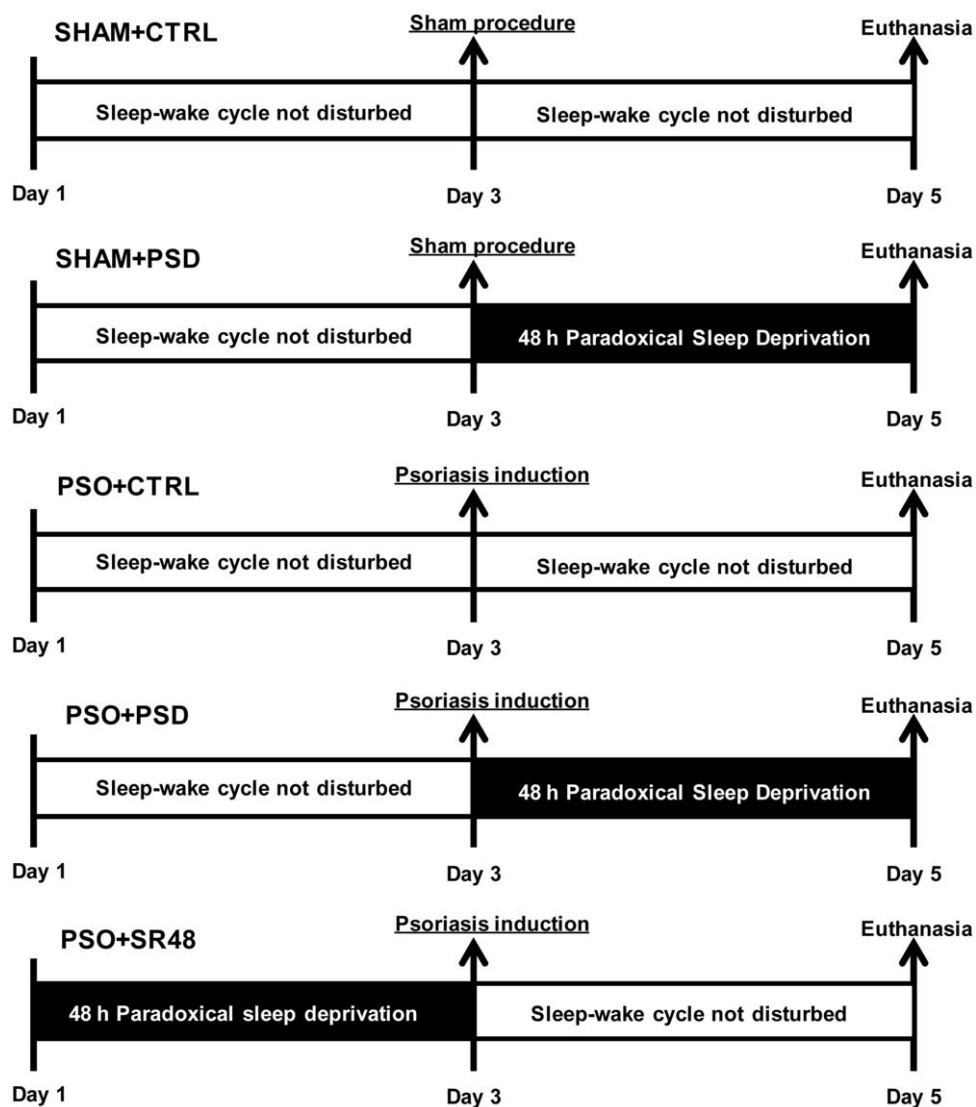 SHAM+CTRL
Sham procedure
Euthanasia
Sleep-wake cycle not disturbed
Sleep-wake cycle not disturbed
Day 1
Day 3
Day 5
SHAM+PSD
Sham procedure
Euthanasia
Sleep-wake cycle not disturbed
48 h Paradoxical Sleep Deprivation
Day 1
Day 3
Day 5
PSO+CTRL
Psoriasis induction
Euthanasia
Sleep-wake cycle not disturbed
Sleep-wake cycle not disturbed
Day 1
Day 3
Day 5
PSO+PSD
Psoriasis induction
Euthanasia
Sleep-wake cycle not disturbed
48 h Paradoxical Sleep Deprivation
Day 1
Day 3
Day 5
PSO+SR48
Psoriasis induction
Euthanasia
48 h Paradoxical sleep deprivation
Sleep-wake cycle not disturbed
Day 1
Day 3
Day 5